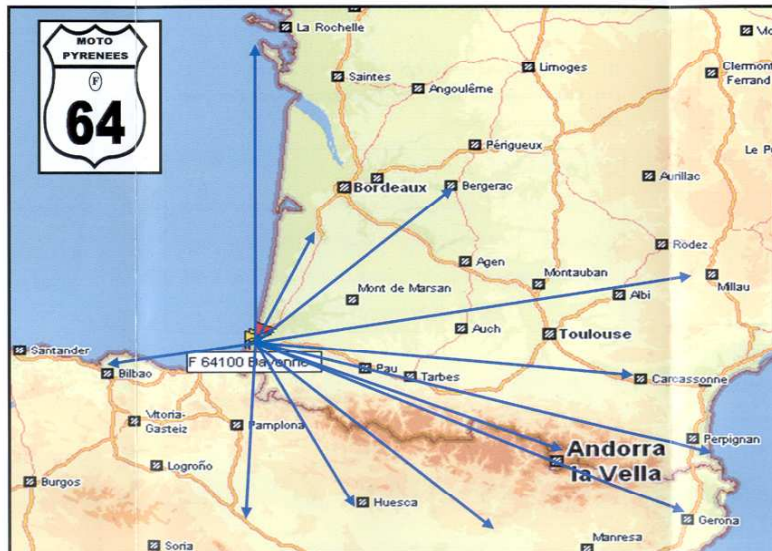 MOTO
PYRENEES
F
64
La Rochelle
Saintes
Angoulême
Limoges
Clermont
Ferrand
Périgueux
Le P
Bordeaux
Bergerac
Aurillac
Agen
Rodez
Mont de Marsan
Montauban
Albi
Millau
Auch
Toulouse
Santander
Bilbao
F 64100 Bayonne
Pau
Tarbes
Carcassonne
Vitoria-
Gasteiz
Pamplona
Perpignan
Andorra
la Vella
Logroño
Burgos
Huesca
Gerona
Soria
Manresa